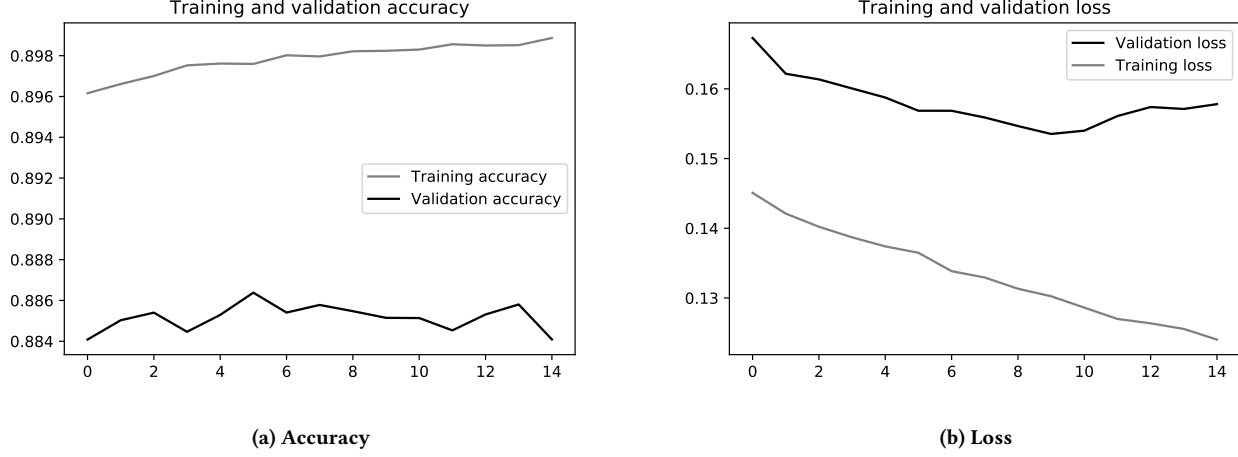 Training and validation accuracy
0.898
0.896
0.894
0.892
0.890
0.888
0.886
0.884
Training accuracy
Validation accuracy
0 2 4 6 8 10 12 14
(a) Accuracy
Training and validation loss
Validation loss
Training loss
0.16
0.15
0.14
0.13
0 2 4 6 8 10 12 14
(b) Loss